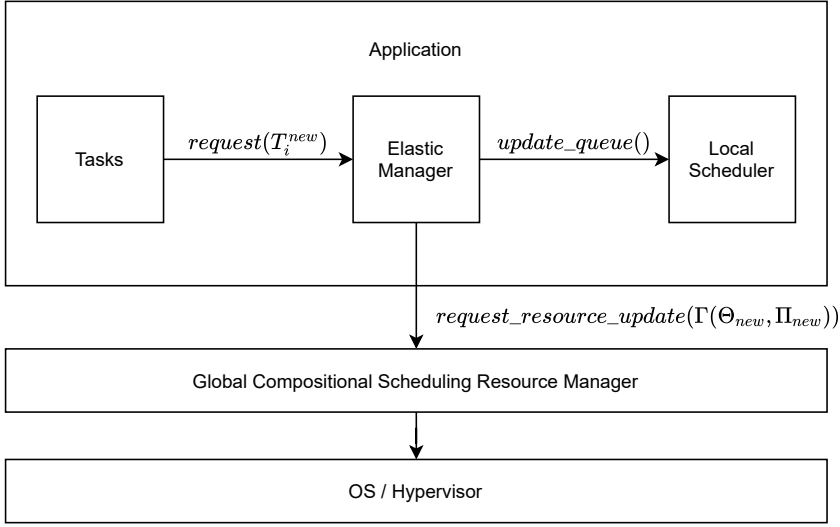 Application
Tasks
request(T_i^{new})
Elastic
Manager
update_queue()
Local
Scheduler
request_resource_update(Γ(Θ_{new}, Π_{new}))
Global Compositional Scheduling Resource Manager
OS / Hypervisor